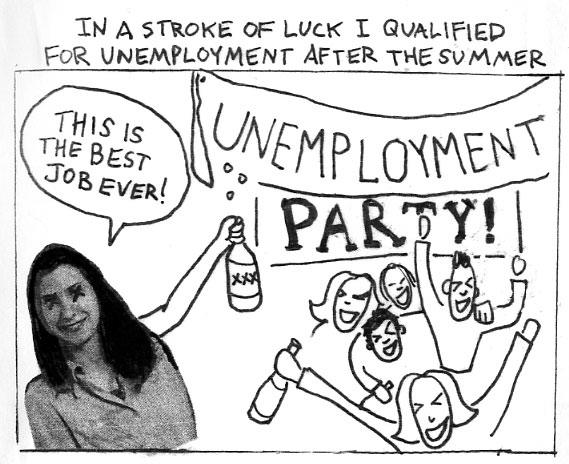 IN A STROKE OF LUCK I QUALIFIED
FOR UNEMPLOYMENT AFTER THE SUMMER
THIS IS
THE BEST
JOB EVER!
UNEMPLOYMENT
PARTY!
XXX